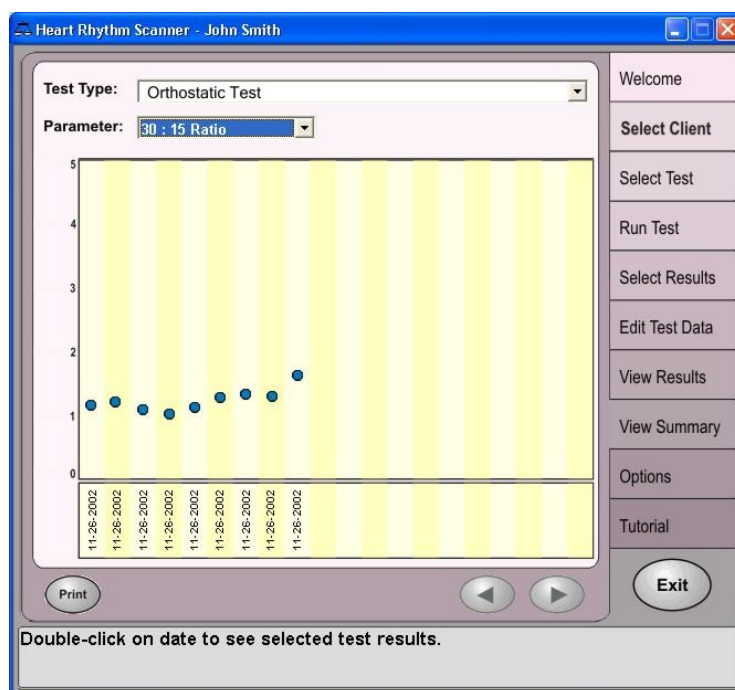 Heart Rhythm Scanner - John Smith
Test Type: Orthostatic Test
Parameter: 30 : 15 Ratio
5
4
3
2
1
0
11-26-2002
11-26-2002
11-26-2002
11-26-2002
11-26-2002
11-26-2002
11-26-2002
11-26-2002
11-26-2002
Print
Welcome
Select Client
Select Test
Run Test
Select Results
Edit Test Data
View Results
View Summary
Options
Tutorial
Exit
Double-click on date to see selected test results.